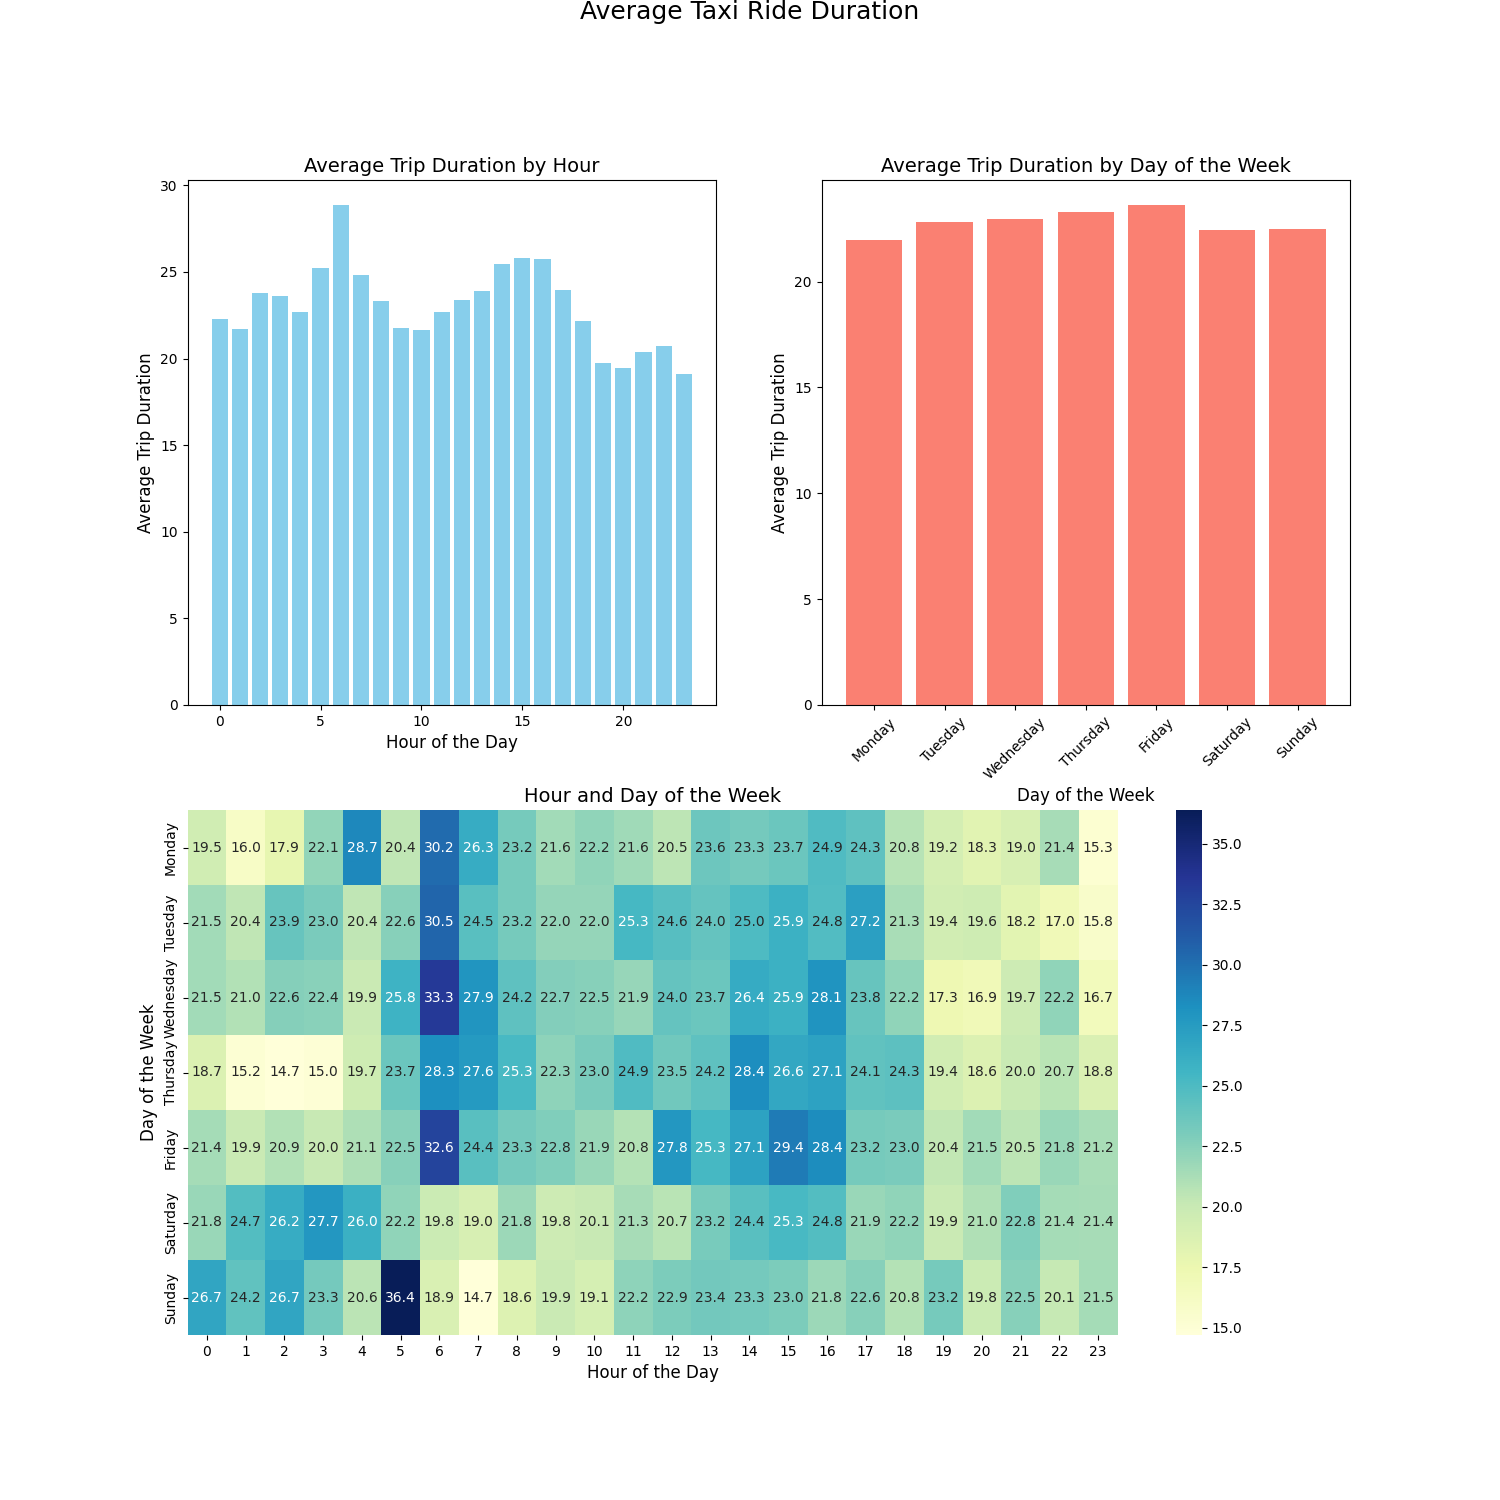 Average Taxi Ride Duration
Average Trip Duration by Hour
30
25
20
15
10
5
0
Average Trip Duration
0 5 10 15 20
Hour of the Day
Average Trip Duration by Day of the Week
20
15
10
5
0
Average Trip Duration
Monday Tuesday Wednesday Thursday Friday Saturday Sunday
Day of the Week
Hour and Day of the Week
Day of the Week
Monday 19.5 16.0 17.9 22.1 28.7 20.4 30.2 26.3 23.2 21.6 22.2 21.6 20.5 23.6 23.3 23.7 24.9 24.3 20.8 19.2 18.3 19.0 21.4 15.3
Tuesday 21.5 20.4 23.9 23.0 20.4 22.6 30.5 24.5 23.2 22.0 22.0 25.3 24.6 24.0 25.0 25.9 24.8 27.2 21.3 19.4 19.6 18.2 17.0 15.8
Wednesday 21.5 21.0 22.6 22.4 19.9 25.8 33.3 27.9 24.2 22.7 22.5 21.9 24.0 23.7 26.4 25.9 28.1 23.8 22.2 17.3 16.9 19.7 22.2 16.7
Thursday 18.7 15.2 14.7 15.0 19.7 23.7 28.3 27.6 25.3 22.3 23.0 24.9 23.5 24.2 28.4 26.6 27.1 24.1 24.3 19.4 18.6 20.0 20.7 18.8
Friday 21.4 19.9 20.9 20.0 21.1 22.5 32.6 24.4 23.3 22.8 21.9 20.8 27.8 25.3 27.1 29.4 28.4 23.2 23.0 20.4 21.5 20.5 21.8 21.2
Saturday 21.8 24.7 26.2 27.7 26.0 22.2 19.8 19.0 21.8 19.8 20.1 21.3 20.7 23.2 24.4 25.3 24.8 21.9 22.2 19.9 21.0 22.8 21.4 21.4
Sunday 26.7 24.2 26.7 23.3 20.6 36.4 18.9 14.7 18.6 19.9 19.1 22.2 22.9 23.4 23.3 23.0 21.8 22.6 20.8 23.2 19.8 22.5 20.1 21.5
0 1 2 3 4 5 6 7 8 9 10 11 12 13 14 15 16 17 18 19 20 21 22 23
Hour of the Day
35.0
32.5
30.0
27.5
25.0
22.5
20.0
17.5
15.0